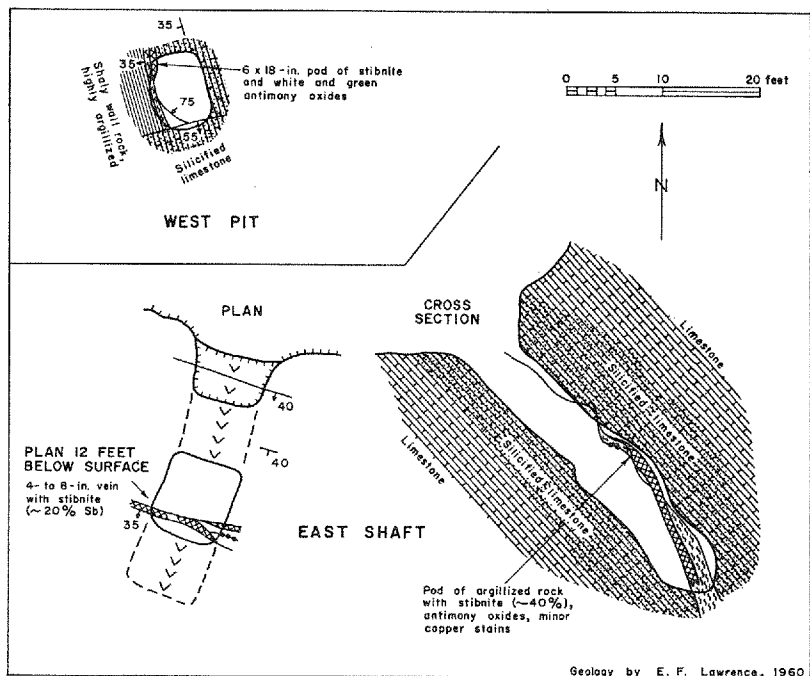 35
35
6 x 18-in. pod of stibnite
and white and green
antimony oxides
75
55
Shaly wall rock,
highly argillized
Silicified
limestone
WEST PIT
0 5 10 20 feet
N
PLAN
40
40
PLAN 12 FEET
BELOW SURFACE
4- to 8-in. vein
with stibnite
(~20% Sb)
35
EAST SHAFT
CROSS
SECTION
Limestone
Silicified limestone
Silicified limestone
Limestone
Pod of argillized rock
with stibnite (~40%),
antimony oxides, minor
copper stains
Geology by E. F. Lawrence, 1960